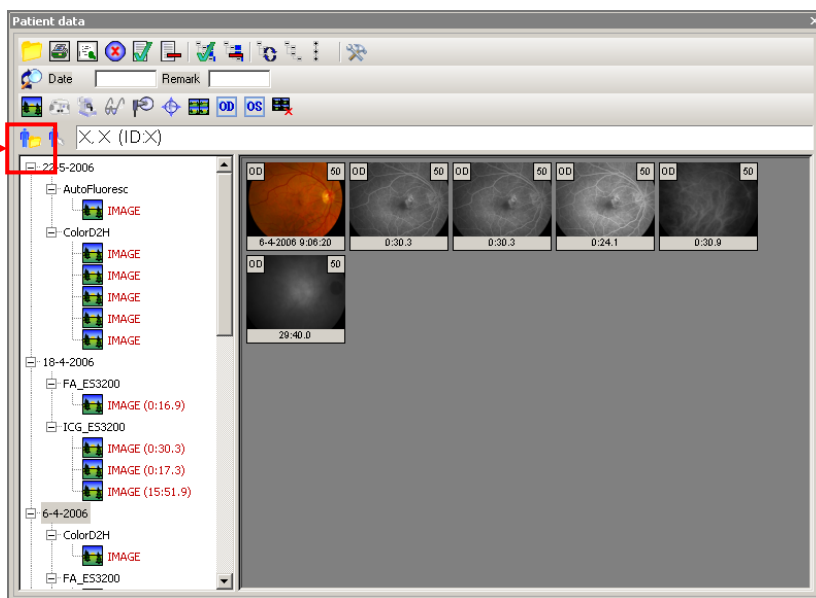 Patient data
Date Remark
OD OS
X, X (ID:X)
22-5-2006
AutoFluoresc
IMAGE
ColorD2H
IMAGE
IMAGE
IMAGE
IMAGE
IMAGE
18-4-2006
FA_ES3200
IMAGE (0:16.9)
ICG_ES3200
IMAGE (0:30.3)
IMAGE (0:17.3)
IMAGE (15:51.9)
6-4-2006
ColorD2H
IMAGE
FA_ES3200
OD 50 OD 50 OD 50 OD 50 OD 50
6-4-2006 9:06:20 0:30.3 0:30.3 0:24.1 0:30.9
OD 50
29:40.0